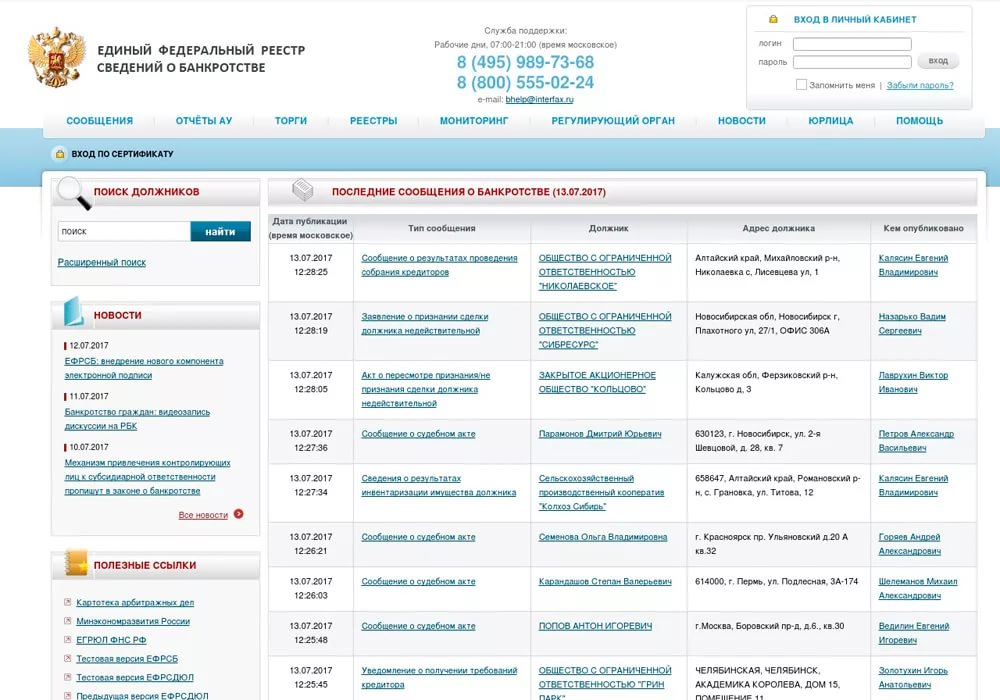 ЕДИНЫЙ ФЕДЕРАЛЬНЫЙ РЕЕСТР
СВЕДЕНИЙ О БАНКРОТСТВЕ
Служба поддержки:
Рабочие дни, 07:00-21:00 (время московское)
8 (495) 989-73-68
8 (800) 555-02-24
e-mail: bhelp@interfax.ru
ВХОД В ЛИЧНЫЙ КАБИНЕТ
логин
пароль
вход
Запомнить меня | Забыли пароль?
СООБЩЕНИЯ ОТЧЁТЫ АУ ТОРГИ РЕЕСТРЫ МОНИТОРИНГ РЕГУЛИРУЮЩИЙ ОРГАН НОВОСТИ ЮРЛИЦА ПОМОЩЬ
ВХОД ПО СЕРТИФИКАТУ
ПОИСК ДОЛЖНИКОВ
поиск
найти
Расширенный поиск
НОВОСТИ
12.07.2017
ЕФРСБ: внедрение нового компонента
электронной подписи
11.07.2017
Банкротство граждан: видеозапись
дискуссии на РБК
10.07.2017
Механизм привлечения контролирующих
лиц к субсидиарной ответственности
пропишут в законе о банкротстве
Все новости
ПОЛЕЗНЫЕ ССЫЛКИ
Картотека арбитражных дел
Минэкономразвития России
ЕГРЮЛ ФНС РФ
Тестовая версия ЕФРСБ
Тестовая версия ЕФРСДЮЛ
Предыдущая версия ЕФРСДЮЛ
ПОСЛЕДНИЕ СООБЩЕНИЯ О БАНКРОТСТВЕ (13.07.2017)
Дата публикации
(время московское)
Тип сообщения
Должник
Адрес должника
Кем опубликовано
13.07.2017
12:28:25
Сообщение о результатах проведения
собрания кредиторов
ОБЩЕСТВО С ОГРАНИЧЕННОЙ
ОТВЕТСТВЕННОСТЬЮ
"НИКОЛАЕВСКОЕ"
Алтайский край, Михайловский р-н,
Николаевка с, Лисевцева ул, 1
Калясин Евгений
Владимирович
13.07.2017
12:28:19
Заявление о признании сделки
должника недействительной
ОБЩЕСТВО С ОГРАНИЧЕННОЙ
ОТВЕТСТВЕННОСТЬЮ
"СИБРЕСУРС"
Новосибирская обл, Новосибирск г,
Плахотного ул, 27/1, ОФИС 306А
Назарько Вадим
Сергеевич
13.07.2017
12:28:05
Акт о пересмотре признания/не
признания сделки должника
недействительной
ЗАКРЫТОЕ АКЦИОНЕРНОЕ
ОБЩЕСТВО "КОЛЬЦОВО"
Калужская обл, Ферзиковский р-н,
Кольцово д, 3
Лаврухин Виктор
Иванович
13.07.2017
12:27:36
Сообщение о судебном акте
Парамонов Дмитрий Юрьевич
630123, г. Новосибирск, ул. 2-я
Шевцовой, д. 28, кв. 7
Петров Александр
Васильевич
13.07.2017
12:27:34
Сведения о результатах
инвентаризации имущества должника
Сельскохозяйственный
производственный кооператив
"Колхоз Сибирь"
658647, Алтайский край, Романовский р-
н, с. Грановка, ул. Титова, 12
Калясин Евгений
Владимирович
13.07.2017
12:26:21
Сообщение о судебном акте
Семенова Ольга Владимировна
г. Красноярск пр. Ульяновский д.20 А
кв.32
Горяев Андрей
Александрович
13.07.2017
12:26:03
Сообщение о судебном акте
Карандашов Степан Валерьевич
614000, г. Пермь, ул. Подлесная, 3А-174
Шелеманов Михаил
Александрович
13.07.2017
12:25:48
Сообщение о судебном акте
ПОПОВ АНТОН ИГОРЕВИЧ
г.Москва, Боровский пр-д, д.6., кв.30
Ведилин Евгений
Игоревич
13.07.2017
12:25:45
Уведомление о получении требований
кредитора
ОБЩЕСТВО С ОГРАНИЧЕННОЙ
ОТВЕТСТВЕННОСТЬЮ "ГРИН
ПАРК"
ЧЕЛЯБИНСКАЯ, ЧЕЛЯБИНСК,
АКАДЕМИКА КОРОЛЕВА, ДОМ 15,
ПОМЕЩЕНИЕ 11
Золотухин Игорь
Анатольевич